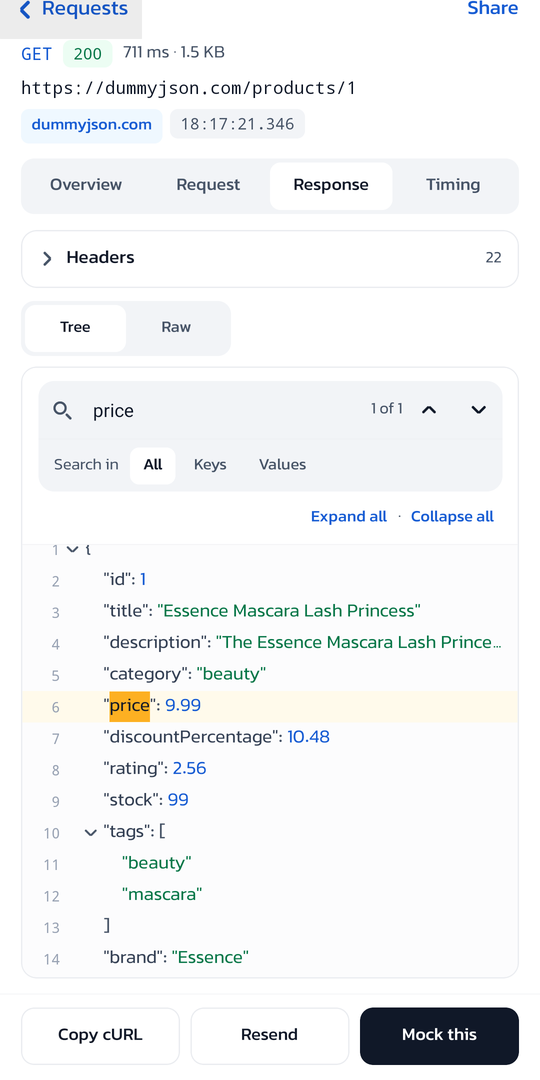 Requests
Share
GET 200 711 ms · 1.5 KB
https://dummyjson.com/products/1
dummyjson.com 18:17:21.346
Overview Request Response Timing
Headers 22
Tree Raw
price 1 of 1
Search in All Keys Values
Expand all · Collapse all
1 {
2 "id": 1
3 "title": "Essence Mascara Lash Princess"
4 "description": "The Essence Mascara Lash Prince…
5 "category": "beauty"
6 "price": 9.99
7 "discountPercentage": 10.48
8 "rating": 2.56
9 "stock": 99
10 "tags": [
11 "beauty"
12 "mascara"
13 ]
14 "brand": "Essence"
Copy cURL Resend Mock this